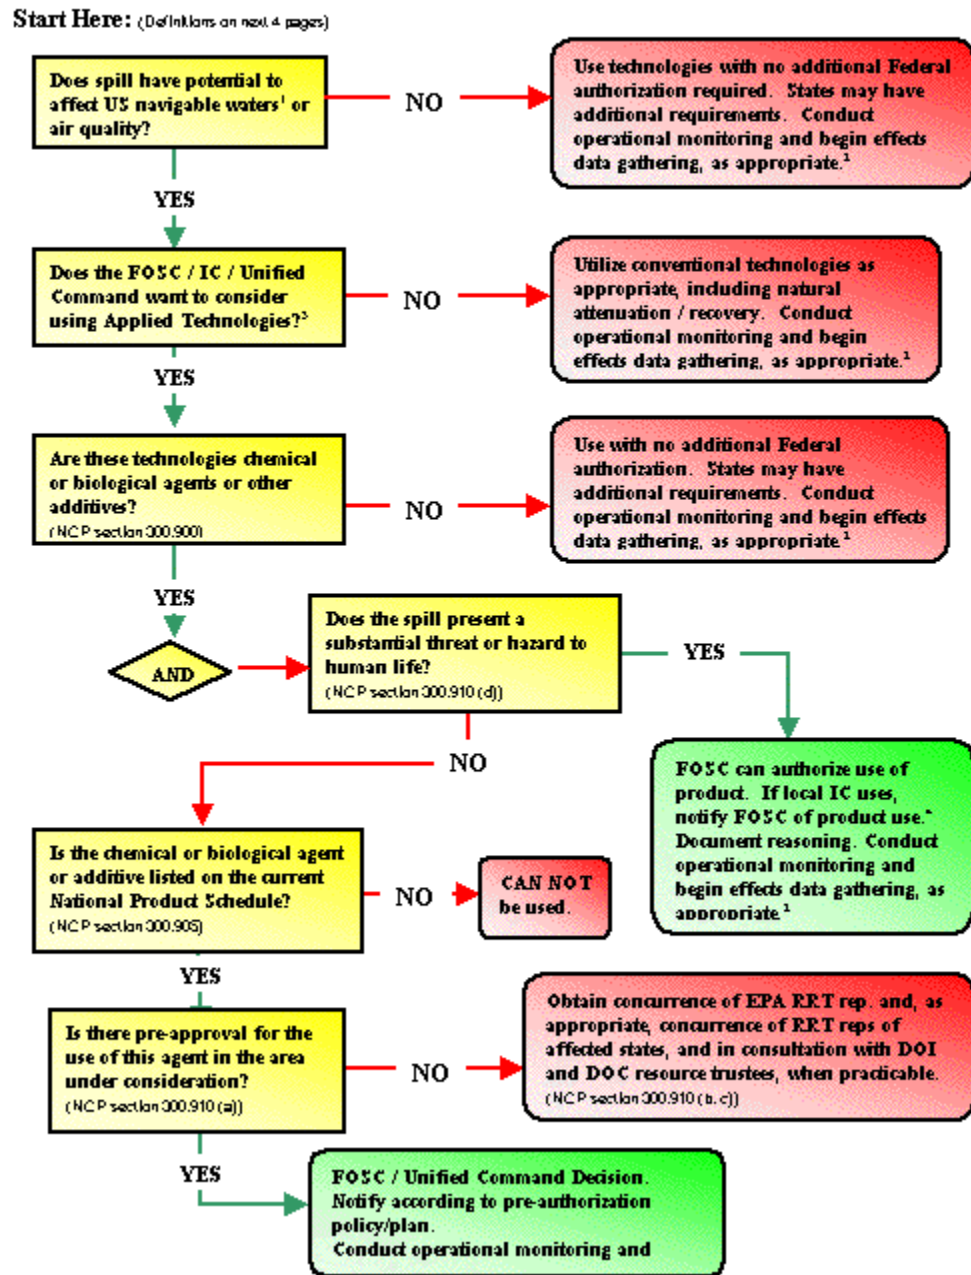 Start Here: (Definitions on next 4 pages)
Does spill have potential to
affect US navigable waters¹ or
air quality?
NO
Use technologies with no additional Federal
authorization required. States may have
additional requirements. Conduct
operational monitoring and begin effects
data gathering, as appropriate.¹
YES
Does the FOSC / IC / Unified
Command want to consider
using Applied Technologies?³
NO
Utilize conventional technologies as
appropriate, including natural
attenuation / recovery. Conduct
operational monitoring and begin
effects data gathering, as appropriate.¹
YES
Are these technologies chemical
or biological agents or other
additives?
(NCP section 300.900)
NO
Use with no additional Federal
authorization. States may have
additional requirements. Conduct
operational monitoring and begin effects
data gathering, as appropriate.¹
YES
AND
Does the spill present a
substantial threat or hazard to
human life?
(NCP section 300.910 (d))
YES
FOSC can authorize use of
product. If local IC uses,
notify FOSC of product use.*
Document reasoning. Conduct
operational monitoring and
begin effects data gathering, as
appropriate.¹
NO
Is the chemical or biological agent
or additive listed on the current
National Product Schedule?
(NCP section 300.905)
NO
CAN NOT
be used.
YES
Is there pre-approval for the
use of this agent in the area
under consideration?
(NCP section 300.910 (a))
NO
Obtain concurrence of EPA RRT rep. and, as
appropriate, concurrence of RRT reps of
affected states, and in consultation with DOI
and DOC resource trustees, when practicable.
(NCP section 300.910 (b, c))
YES
FOSC / Unified Command Decision.
Notify according to pre-authorization
policy/plan.
Conduct operational monitoring and